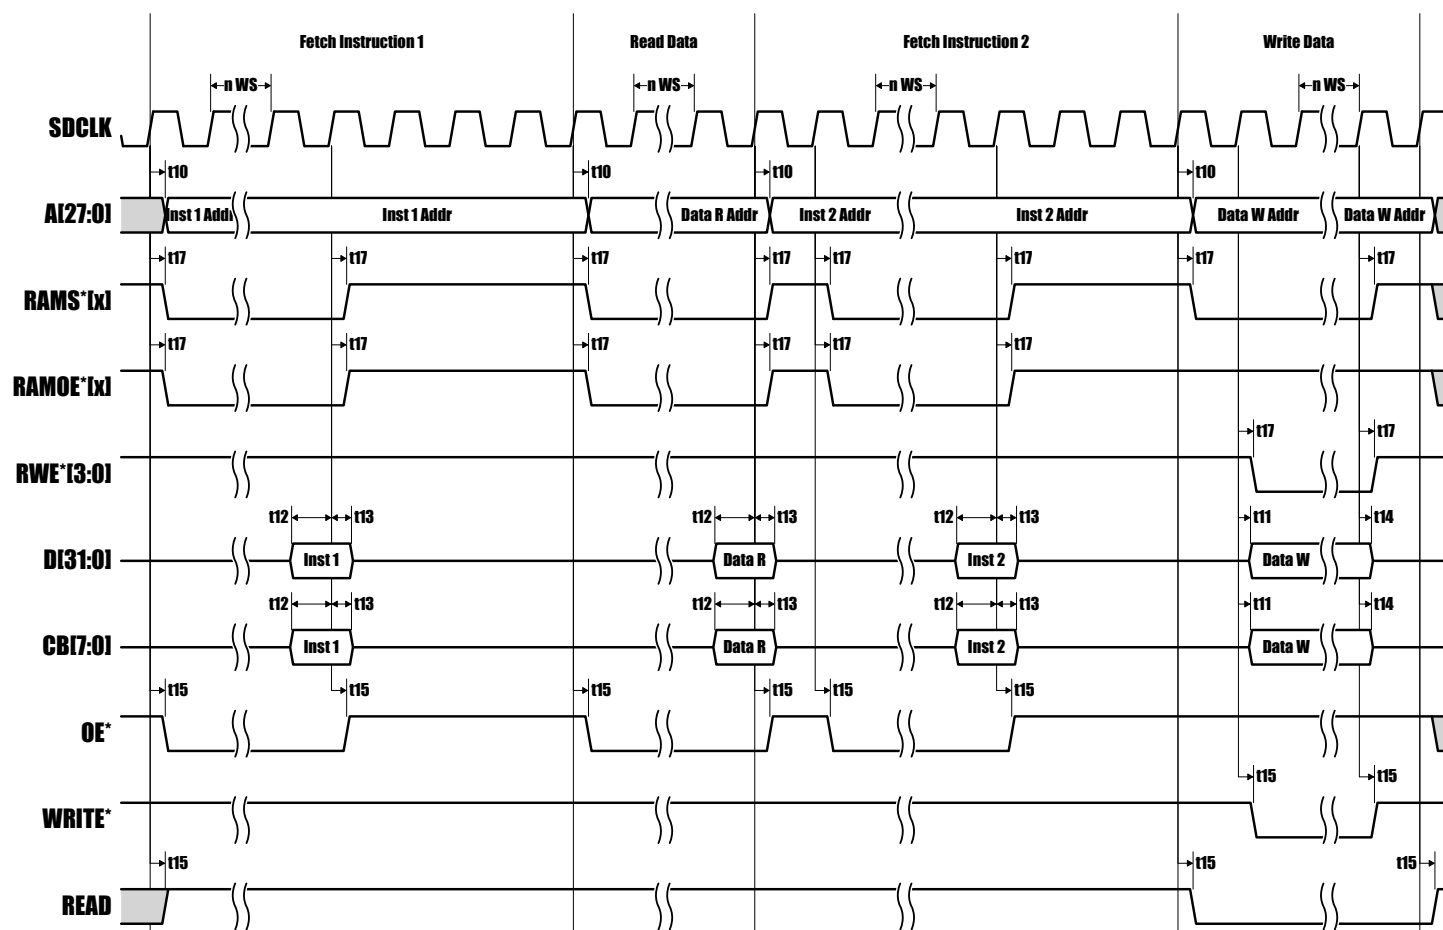 Fetch Instruction 1 Read Data Fetch Instruction 2 Write Data
n WS n WS n WS n WS
SDCLK
t10 t10 t10 t10
A[27:0] Inst 1 Addr Inst 1 Addr Data R Addr Inst 2 Addr Inst 2 Addr Data W Addr Data W Addr
t17 t17 t17 t17 t17 t17 t17 t17
RAMS*[x]
t17 t17 t17 t17 t17 t17
RAMOE*[x]
t17 t17
RWE*[3:0]
t12 t13 t12 t13 t12 t13 t11 t14
D[31:0] Inst 1 Data R Inst 2 Data W
t12 t13 t12 t13 t12 t13 t11 t14
CB[7:0] Inst 1 Data R Inst 2 Data W
t15 t15 t15 t15 t15 t15
OE*
t15 t15
WRITE*
t15 t15 t15
READ